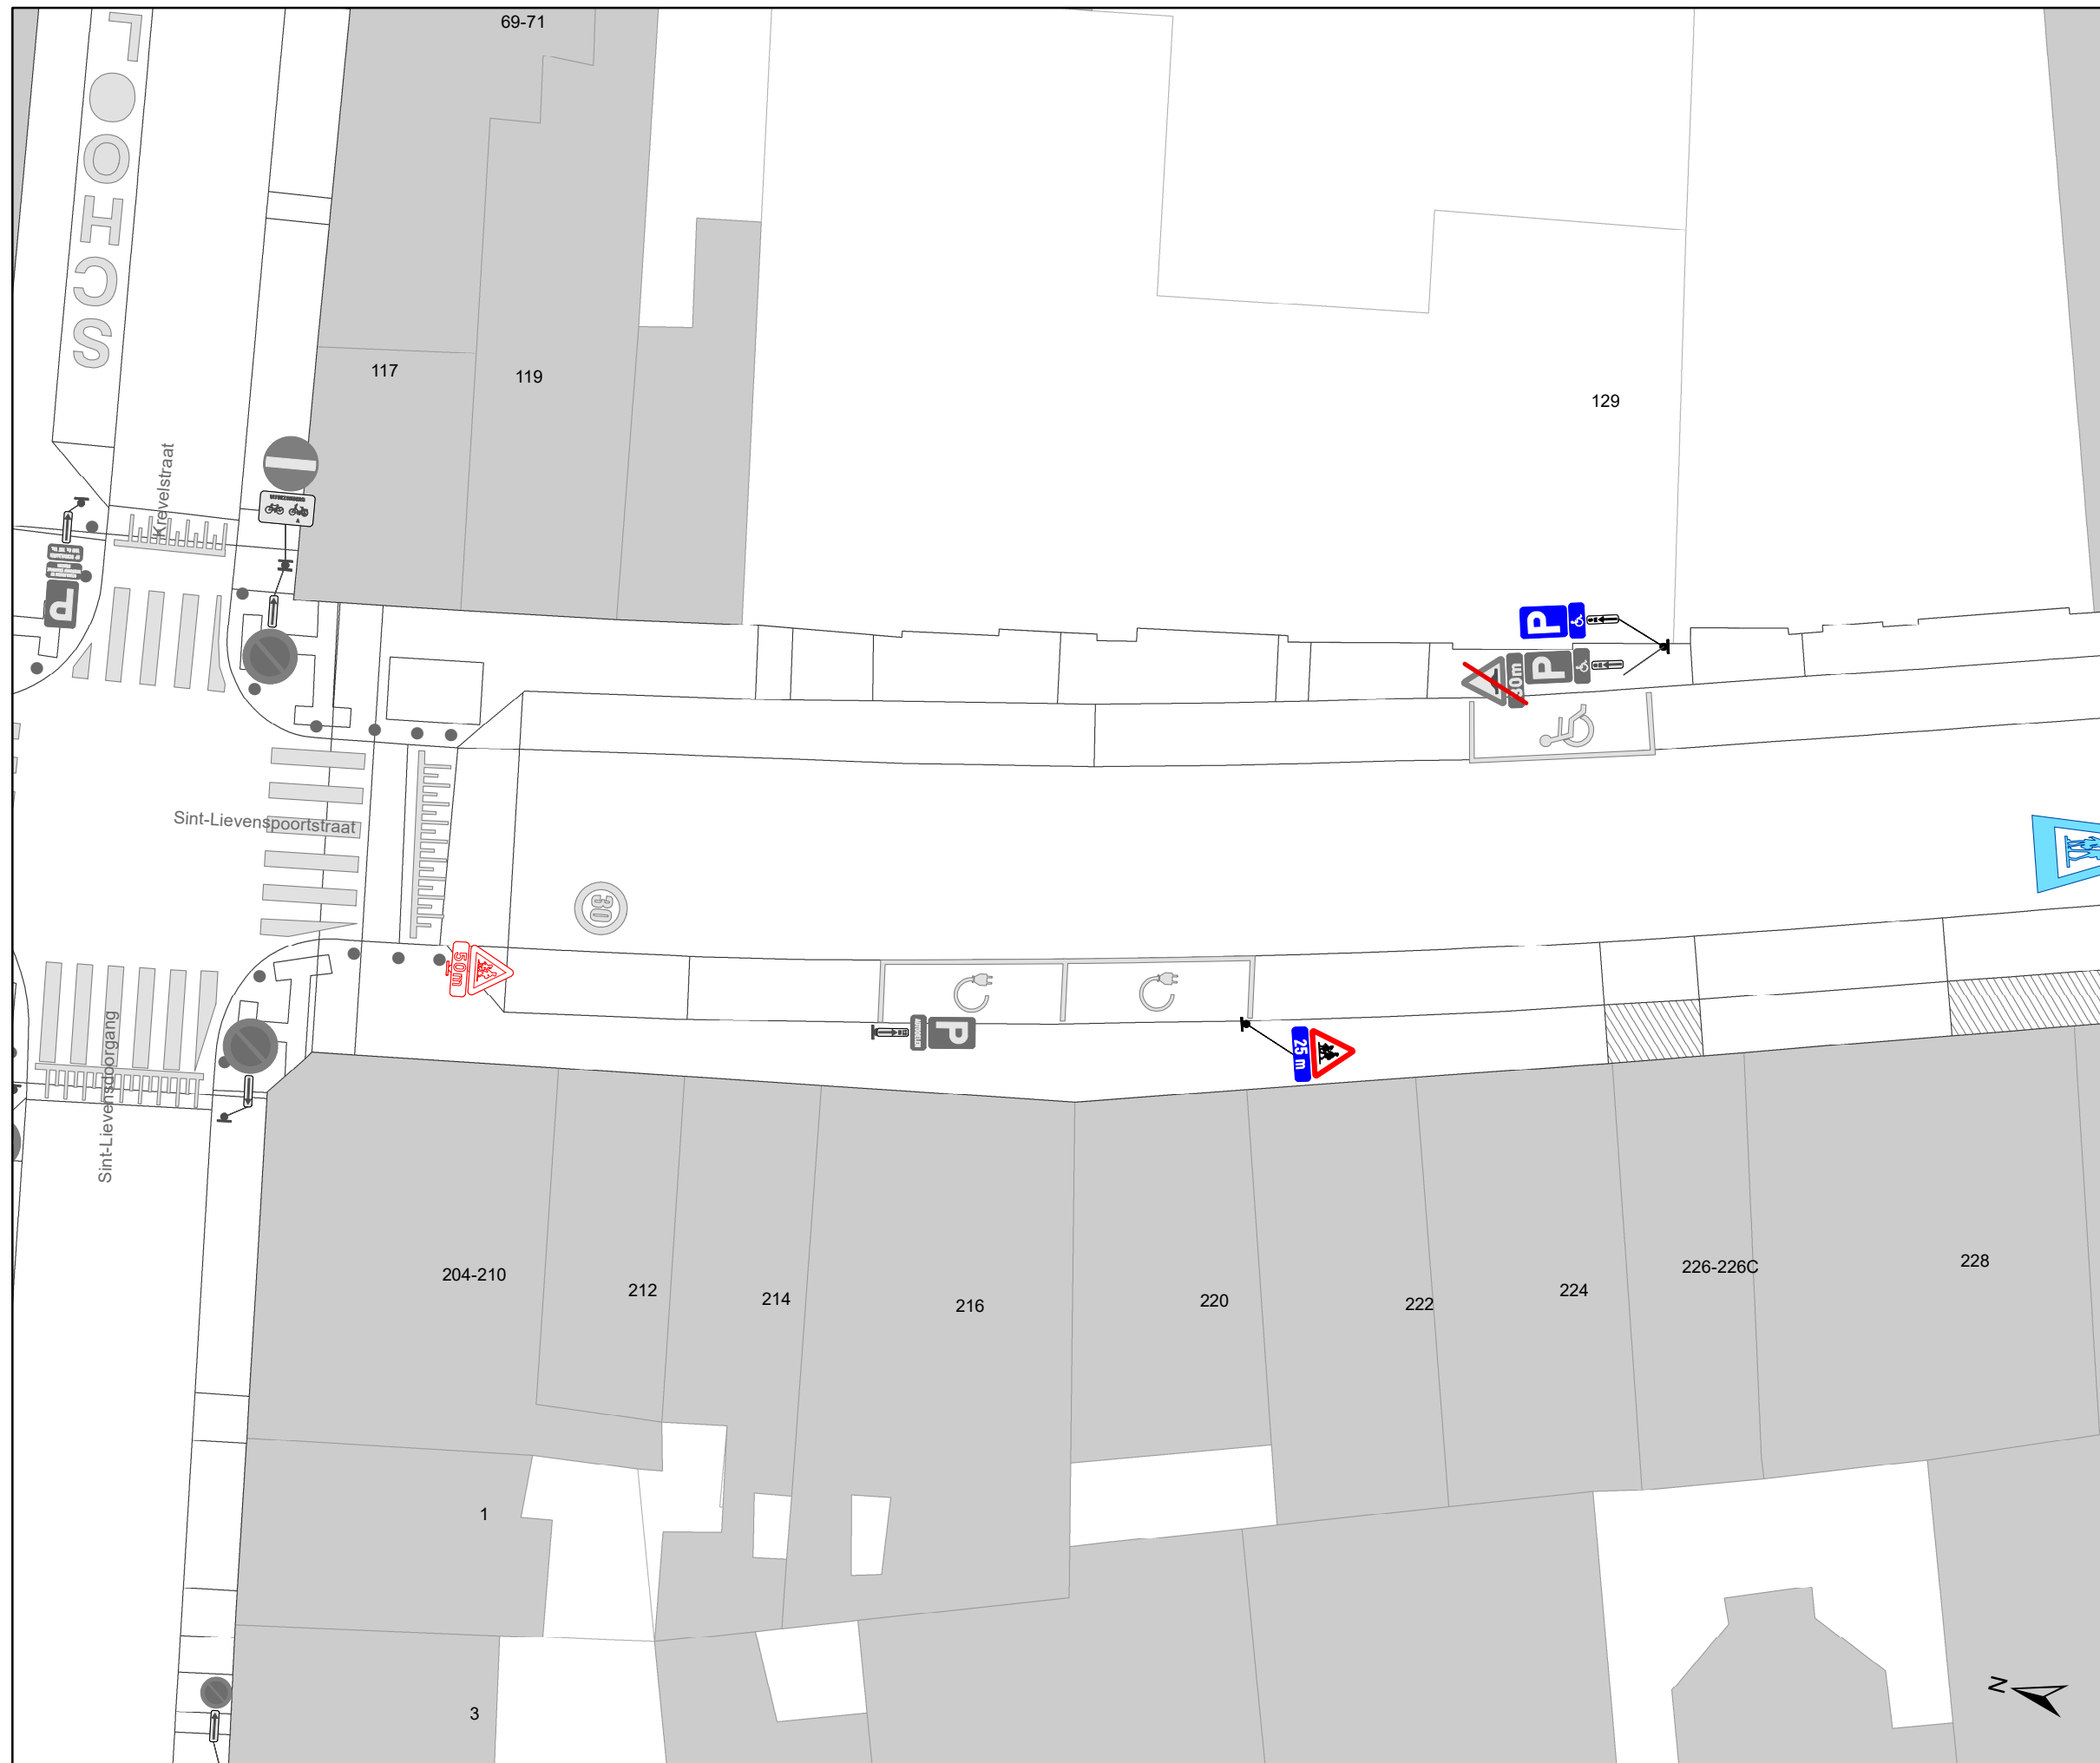 69-71
SCHOOL
117
119
129
Krevelstraat
P
P
P
30m
Sint-Lievenspoortstraat
30
50m
P
25 m
Sint-Lievensdoorgang
204-210
212
214
216
220
222
224
226-226C
228
1
3
N